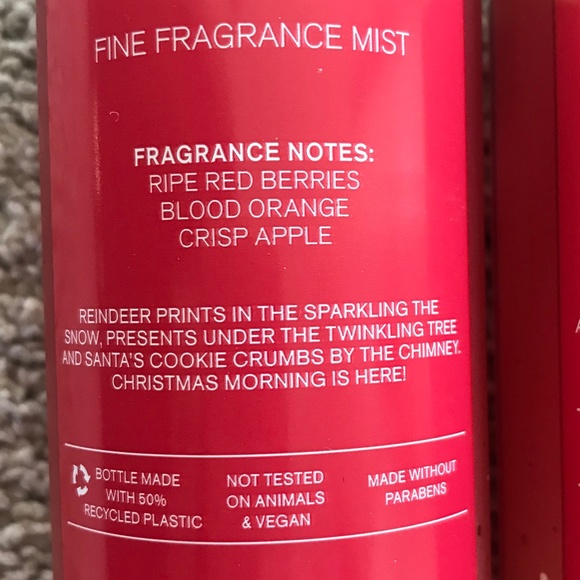 FINE FRAGRANCE MIST
FRAGRANCE NOTES:
RIPE RED BERRIES
BLOOD ORANGE
CRISP APPLE
REINDEER PRINTS IN THE SPARKLING THE
SNOW, PRESENTS UNDER THE TWINKLING TREE
AND SANTA'S COOKIE CRUMBS BY THE CHIMNEY.
CHRISTMAS MORNING IS HERE!
BOTTLE MADE
WITH 50%
RECYCLED PLASTIC
NOT TESTED
ON ANIMALS
& VEGAN
MADE WITHOUT
PARABENS